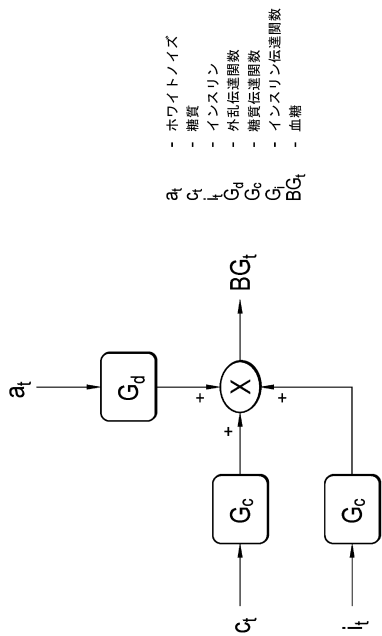 a_t
G_d
c_t
G_c
+
+
X
BG_t
+
i_t
G_c
a_t - ホワイトノイズ
c_t - 糖質
i_t - インスリン
G_d - 外乱伝達関数
G_c - 糖質伝達関数
G_i - インスリン伝達関数
BG_t - 血糖